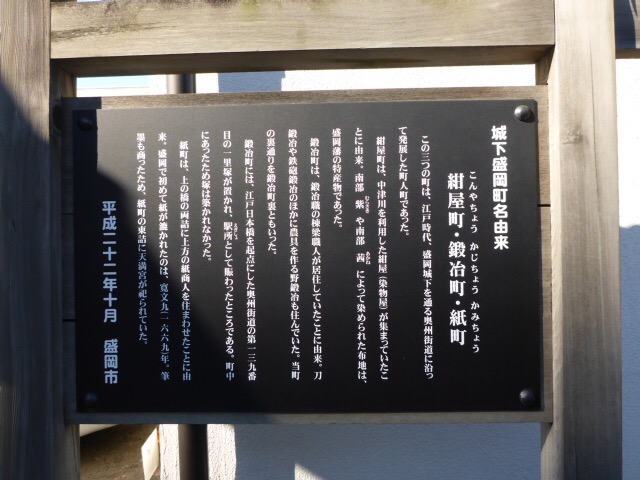 城下盛岡町名由来
こんやちょう かじちょう かみちょう
紺屋町・鍛冶町・紙町
この三つの町は、江戸時代、盛岡城下を通る奥州街道に沿っ
て発展した町人町であった。
紺屋町は、中津川を利用した紺屋(染物屋)が集まっていたこ
とに由来。南部紫や南部茜によって染められた布地は、
むらさき あかね
盛岡藩の特産物であった。
鍛冶町は、鍛冶職の棟梁職人が居住していたことに由来。刀
鍛冶や鉄砲鍛冶のほかに農具を作る野鍛冶も住んでいた。当町
の裏通りを鍛冶町裏ともいった。
鍛冶町には、江戸日本橋を起点にした奥州街道の第一三九番
目の一里塚が置かれ、駅所として賑わったところである。町中
にあったため塚は築かれなかった。
紙町は、上の橋の両詰に上方の紙商人を住まわせたことに由
来。盛岡で初めて紙が漉かれたのは、寛文九(一六六九)年。筆
墨も商ったため、紙町の東詰に天満宮が祀られていた。
平成二十二年十月 盛岡市